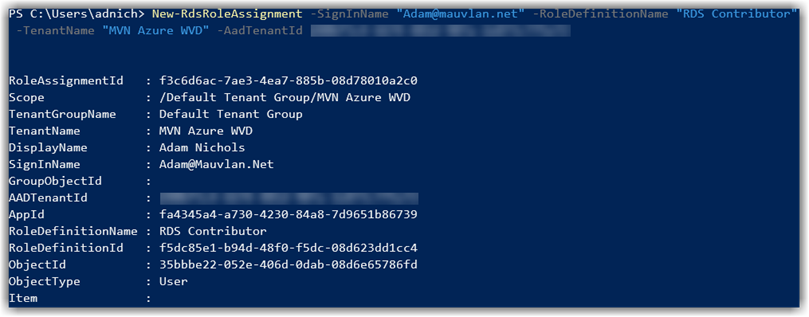 PS C:\Users\adnich> New-RdsRoleAssignment -SignInName "Adam@mauvlan.net" -RoleDefinitionName "RDS Contributor"
-TenantName "MVN Azure WVD" -AadTenantId
RoleAssignmentId : f3c6d6ac-7ae3-4ea7-885b-08d78010a2c0
Scope : /Default Tenant Group/MVN Azure WVD
TenantGroupName : Default Tenant Group
TenantName : MVN Azure WVD
DisplayName : Adam Nichols
SignInName : Adam@Mauvlan.Net
GroupObjectId :
AADTenantId :
AppId : fa4345a4-a730-4230-84a8-7d9651b86739
RoleDefinitionName : RDS Contributor
RoleDefinitionId : f5dc85e1-b94d-48f0-f5dc-08d623dd1cc4
ObjectId : 35bbbe22-052e-406d-0dab-08d6e65786fd
ObjectType : User
Item :